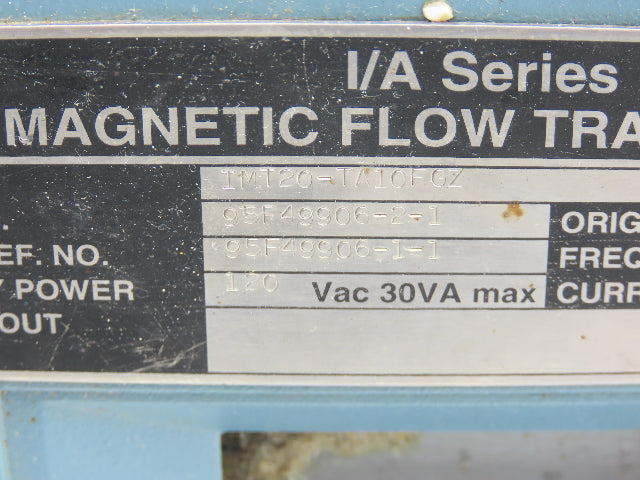 I/A Series
MAGNETIC FLOW TRA
IMT20-TA10FGZ
95F49906-2-1 ORIG
EF. NO. 95F49906-1-1 FREQ
Y POWER 120 Vac 30VA max CURR
OUT